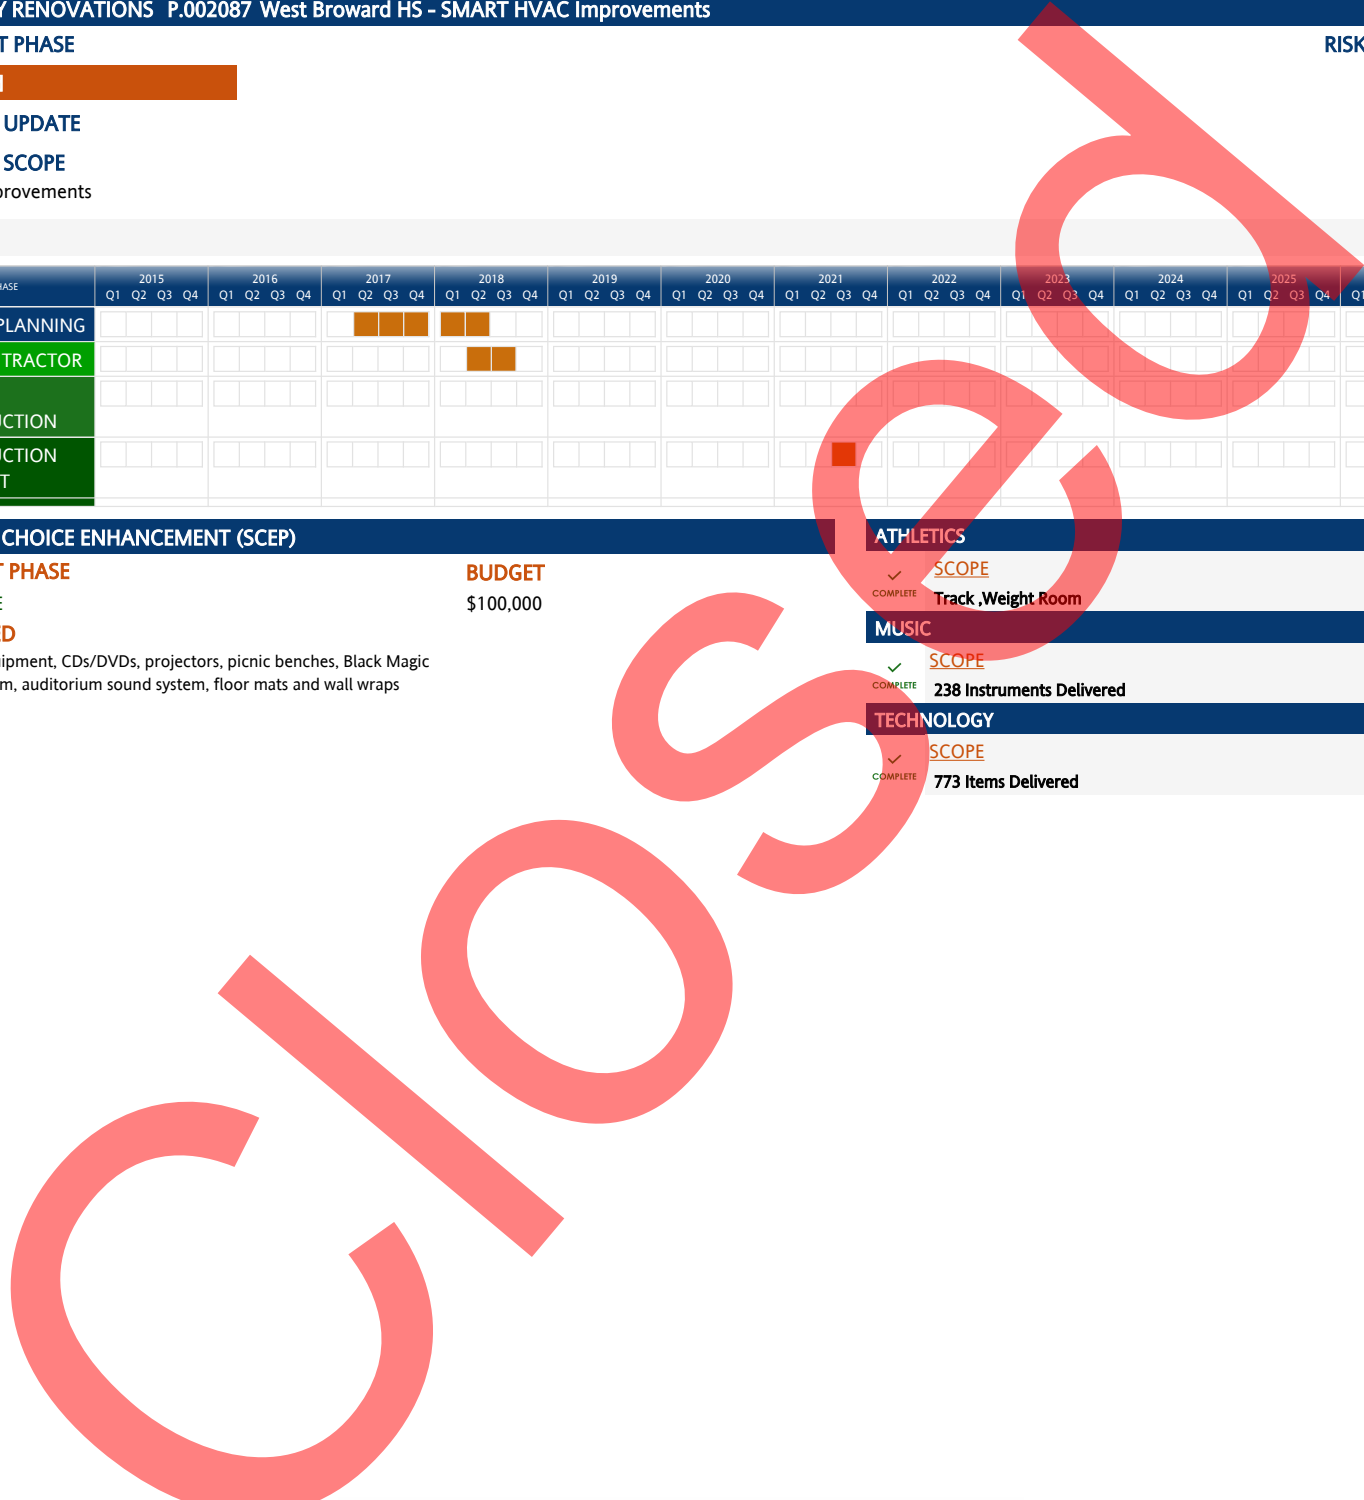 Y RENOVATIONS P.002087 West Broward HS - SMART HVAC Improvements
T PHASE
RISK
UPDATE
SCOPE
provements
HASE
2015 2016 2017 2018 2019 2020 2021 2022 2023 2024 2025
Q1 Q2 Q3 Q4 Q1 Q2 Q3 Q4 Q1 Q2 Q3 Q4 Q1 Q2 Q3 Q4 Q1 Q2 Q3 Q4 Q1 Q2 Q3 Q4 Q1 Q2 Q3 Q4 Q1 Q2 Q3 Q4 Q1 Q2 Q3 Q4 Q1 Q2 Q3 Q4 Q1 Q2 Q3 Q4 Q1
PLANNING
TRACTOR
UCTION
UCTION
T
CHOICE ENHANCEMENT (SCEP)
T PHASE
BUDGET
E
$100,000
ED
uipment, CDs/DVDs, projectors, picnic benches, Black Magic
m, auditorium sound system, floor mats and wall wraps
ATHLETICS
SCOPE
COMPLETE
Track ,Weight Room
MUSIC
SCOPE
COMPLETE
238 Instruments Delivered
TECHNOLOGY
SCOPE
COMPLETE
773 Items Delivered
Closed